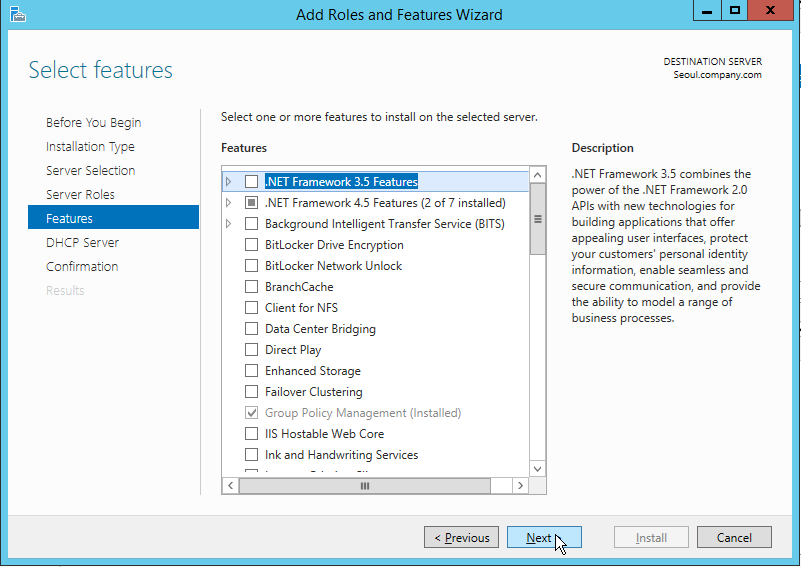 Add Roles and Features Wizard
Select features
DESTINATION SERVER
Seoul.company.com
Before You Begin
Installation Type
Server Selection
Server Roles
Features
DHCP Server
Confirmation
Results
Select one or more features to install on the selected server.
Features
.NET Framework 3.5 Features
.NET Framework 4.5 Features (2 of 7 installed)
Background Intelligent Transfer Service (BITS)
BitLocker Drive Encryption
BitLocker Network Unlock
BranchCache
Client for NFS
Data Center Bridging
Direct Play
Enhanced Storage
Failover Clustering
Group Policy Management (Installed)
IIS Hostable Web Core
Ink and Handwriting Services
Description
.NET Framework 3.5 combines the
power of the .NET Framework 2.0
APIs with new technologies for
building applications that offer
appealing user interfaces, protect
your customers' personal identity
information, enable seamless and
secure communication, and provide
the ability to model a range of
business processes.
< Previous
Next >
Install
Cancel